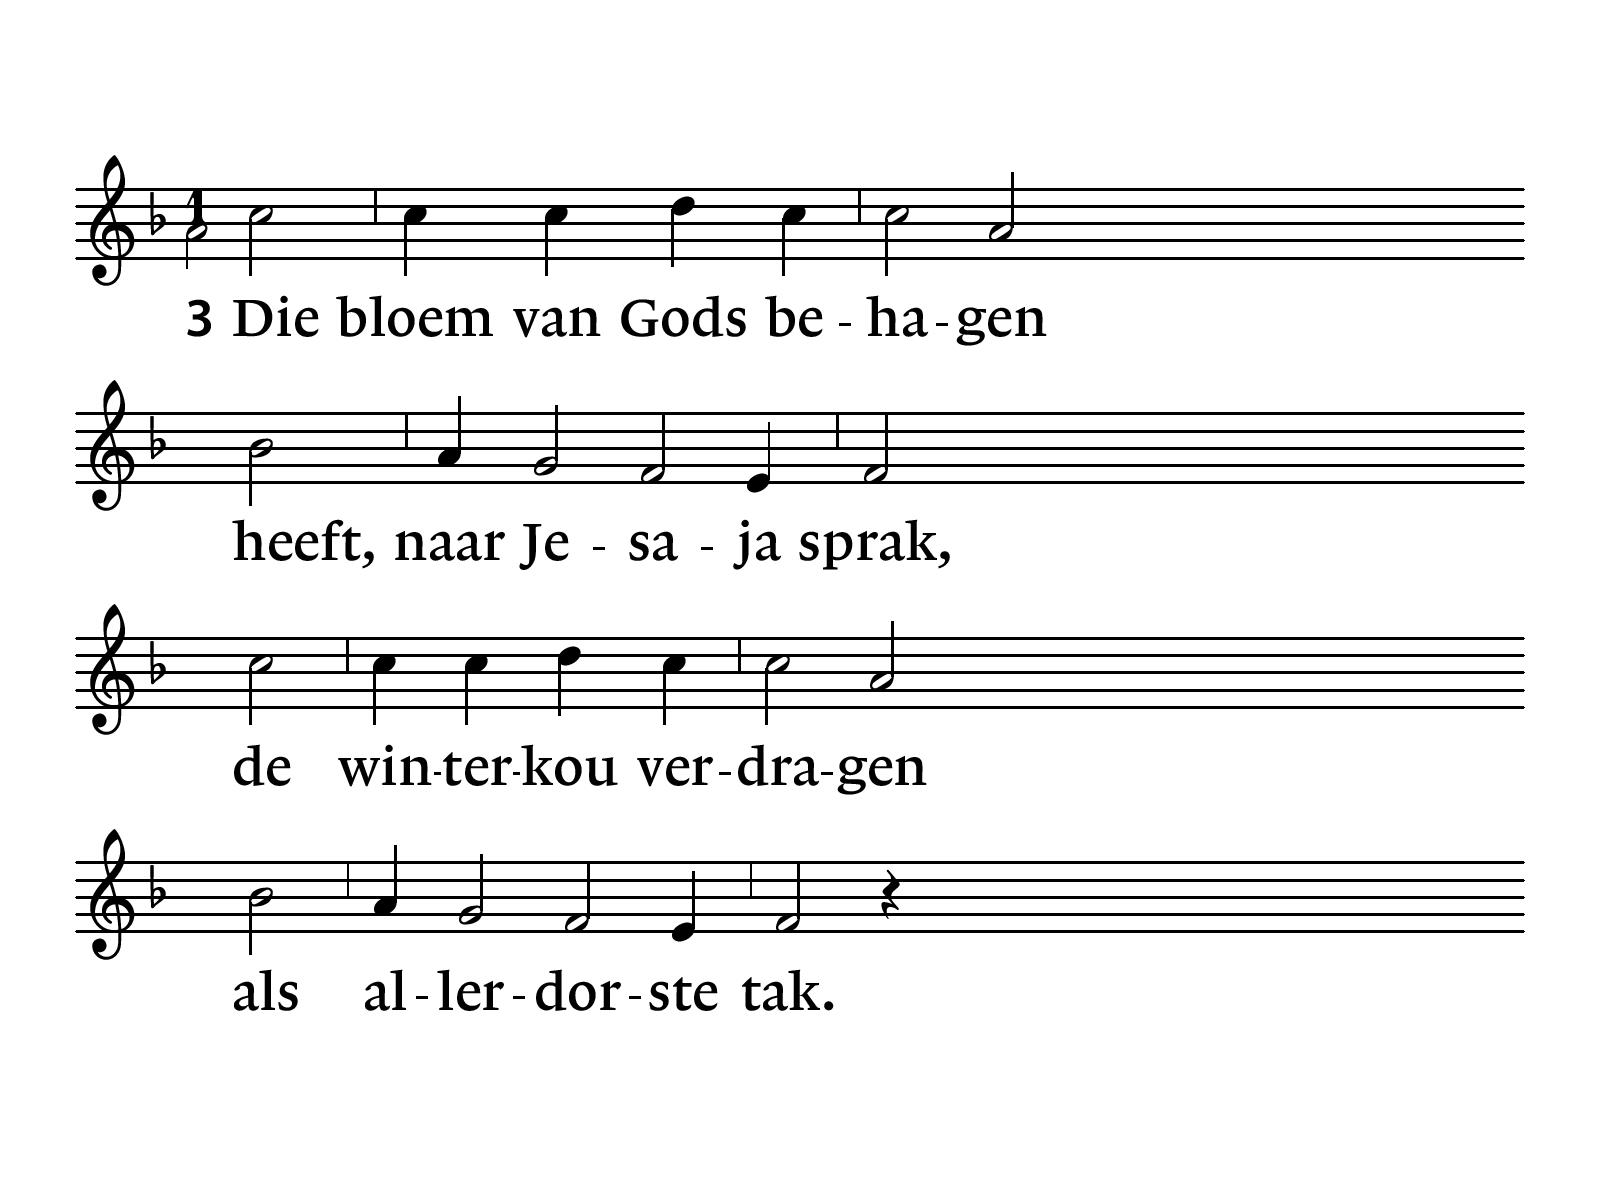 3 Die bloem van Gods be - ha - gen
heeft, naar Je - sa - ja sprak,
de win-ter-kou ver-dra-gen
als al-ler-dor-ste tak.